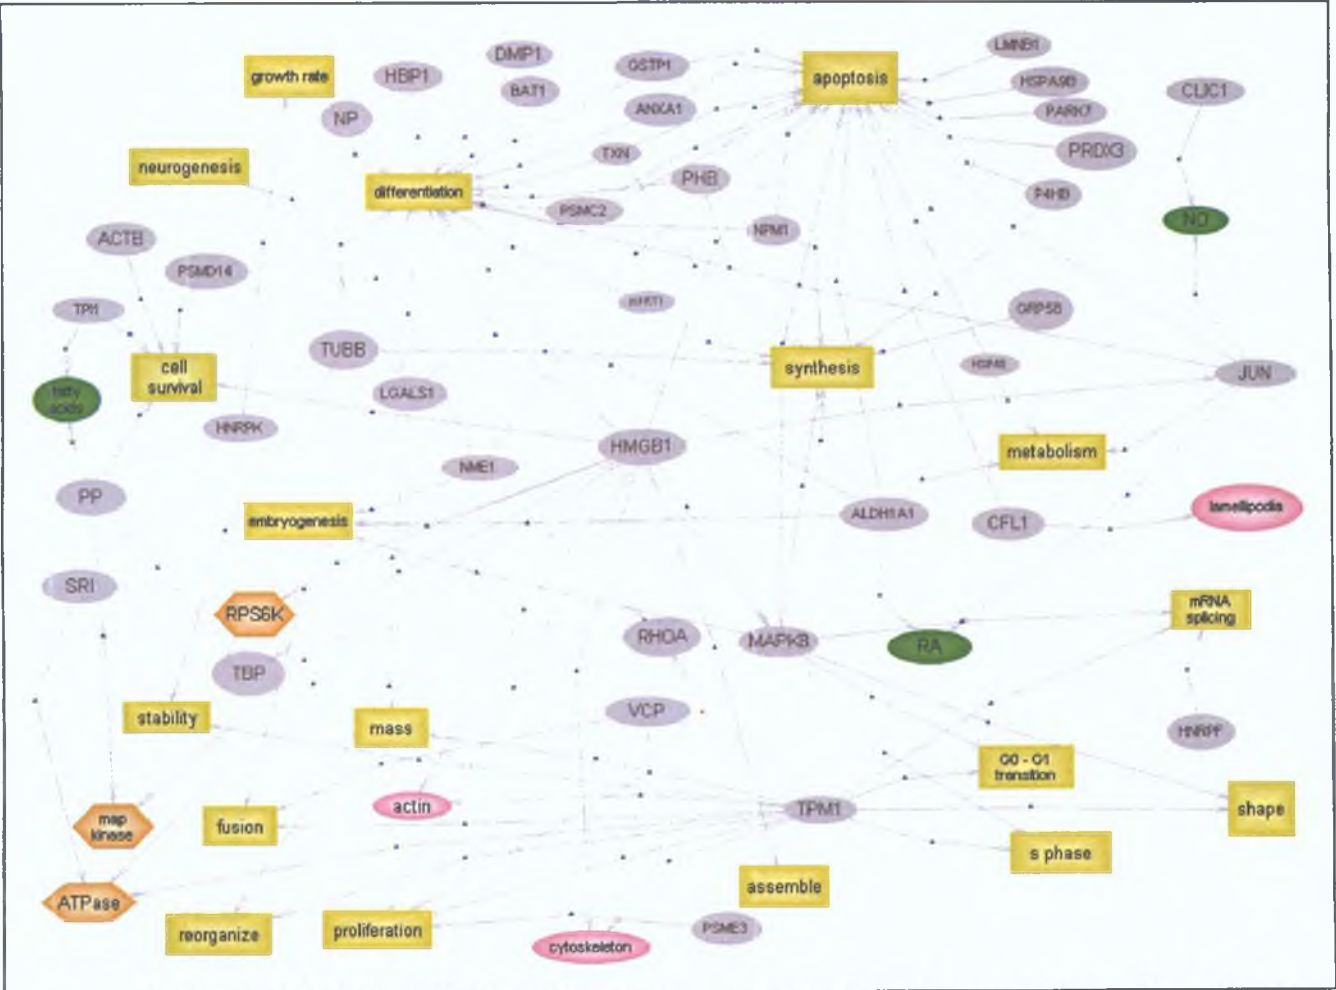 growth rate
HBP1
DMP1
BAT1
GSTP1
apoptosis
LMNB1
HSPA9B
CLIC1
NP
ANXA1
PARK7
neurogenesis
TXN
PRDX3
differentiation
PHB
P4HB
PSMC2
NPM1
NO
ACTB
PSMD14
TPI1
GRP58
TUBB
cell
survival
synthesis
JUN
fatty
acids
LGALS1
HNRPK
HMGB1
metabolism
NME1
PP
embryogenesis
ALDH1A1
CFL1
lamellipodia
SRI
RPS6K
RHOA
MAPK8
RA
mRNA
splicing
TBP
stability
mass
VCP
HNRPF
G0 - G1
transition
map
kinase
fusion
actin
TPM1
shape
s phase
ATPase
assemble
reorganize
proliferation
cytoskeleton
PSME3